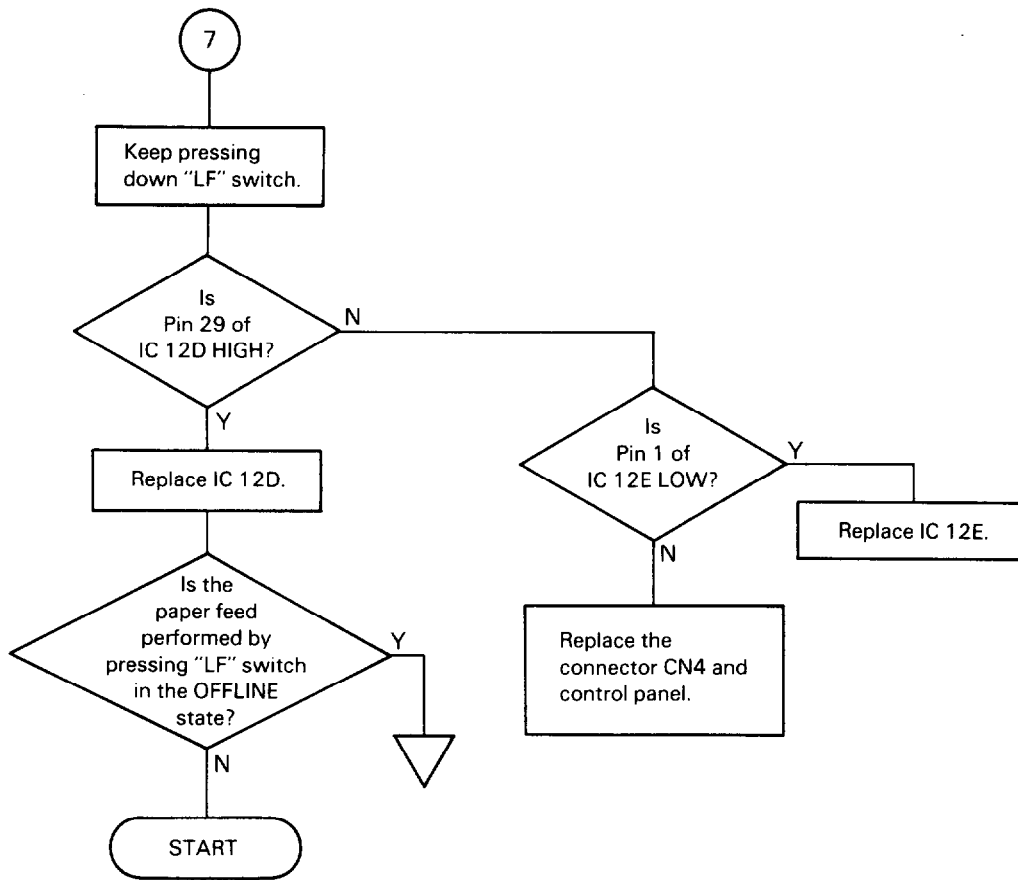 7
Keep pressing
down "LF" switch.
Is
Pin 29 of
IC 12D HIGH?
N
Y
Is
Pin 1 of
IC 12E LOW?
Y
N
Replace IC 12D.
Replace IC 12E.
Is the
paper feed
performed by
pressing "LF" switch
in the OFFLINE
state?
Y
N
Replace the
connector CN4 and
control panel.
START